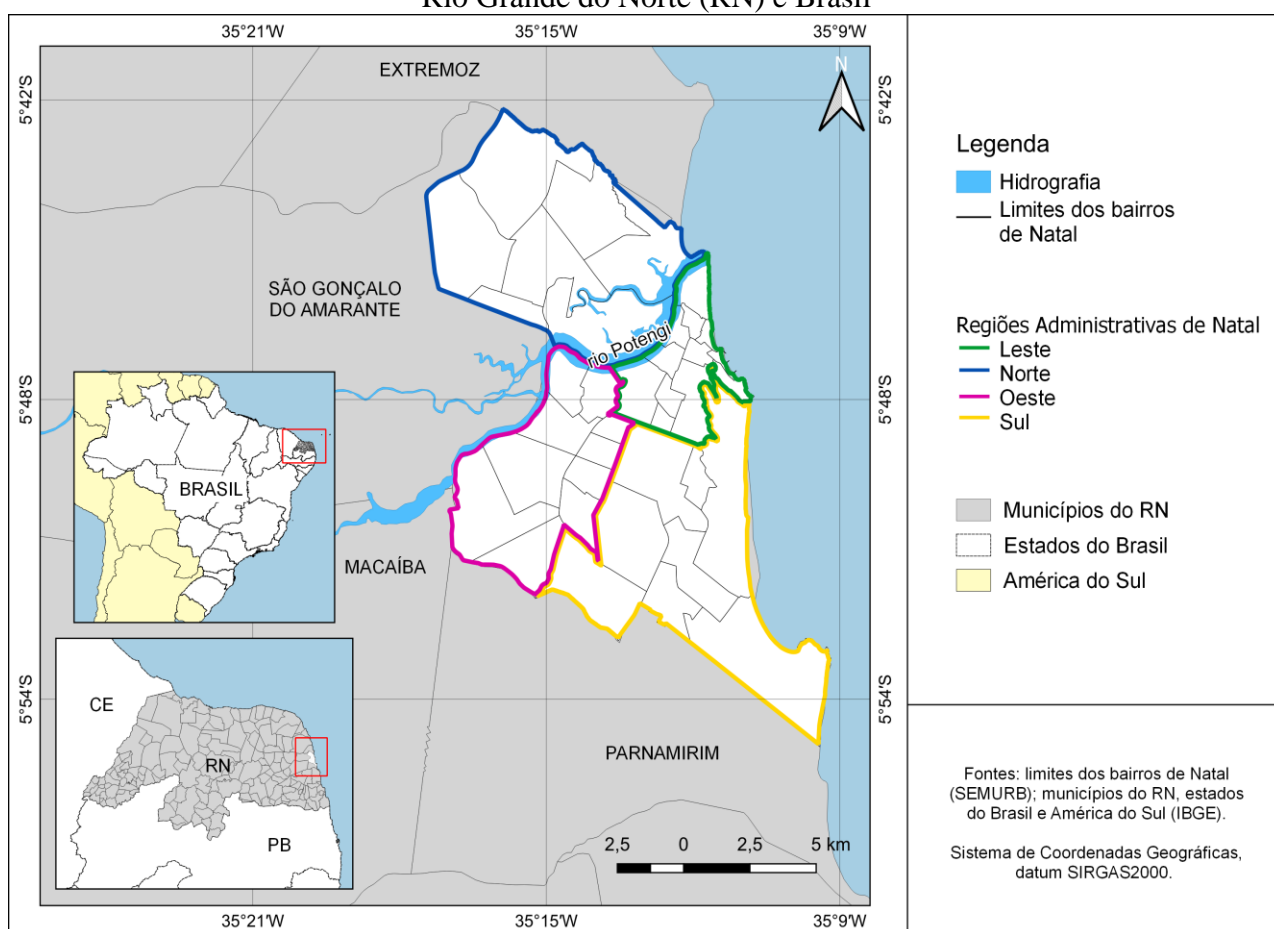 Rio Grande do Norte (RN) e Brasil
35°21'W
35°15'W
35°9'W
5°42'S
5°42'S
EXTREMOZ
N
SÃO GONÇALO
DO AMARANTE
rio Potengi
5°48'S
5°48'S
BRASIL
MACAÍBA
CE
RN
PB
5°54'S
5°54'S
PARNAMIRIM
2,5 0 2,5 5 km
35°21'W
35°15'W
35°9'W
Legenda
Hidrografia
Limites dos bairros
de Natal
Regiões Administrativas de Natal
Leste
Norte
Oeste
Sul
Municípios do RN
Estados do Brasil
América do Sul
Fontes: limites dos bairros de Natal
(SEMURB); municípios do RN, estados
do Brasil e América do Sul (IBGE).
Sistema de Coordenadas Geográficas,
datum SIRGAS2000.